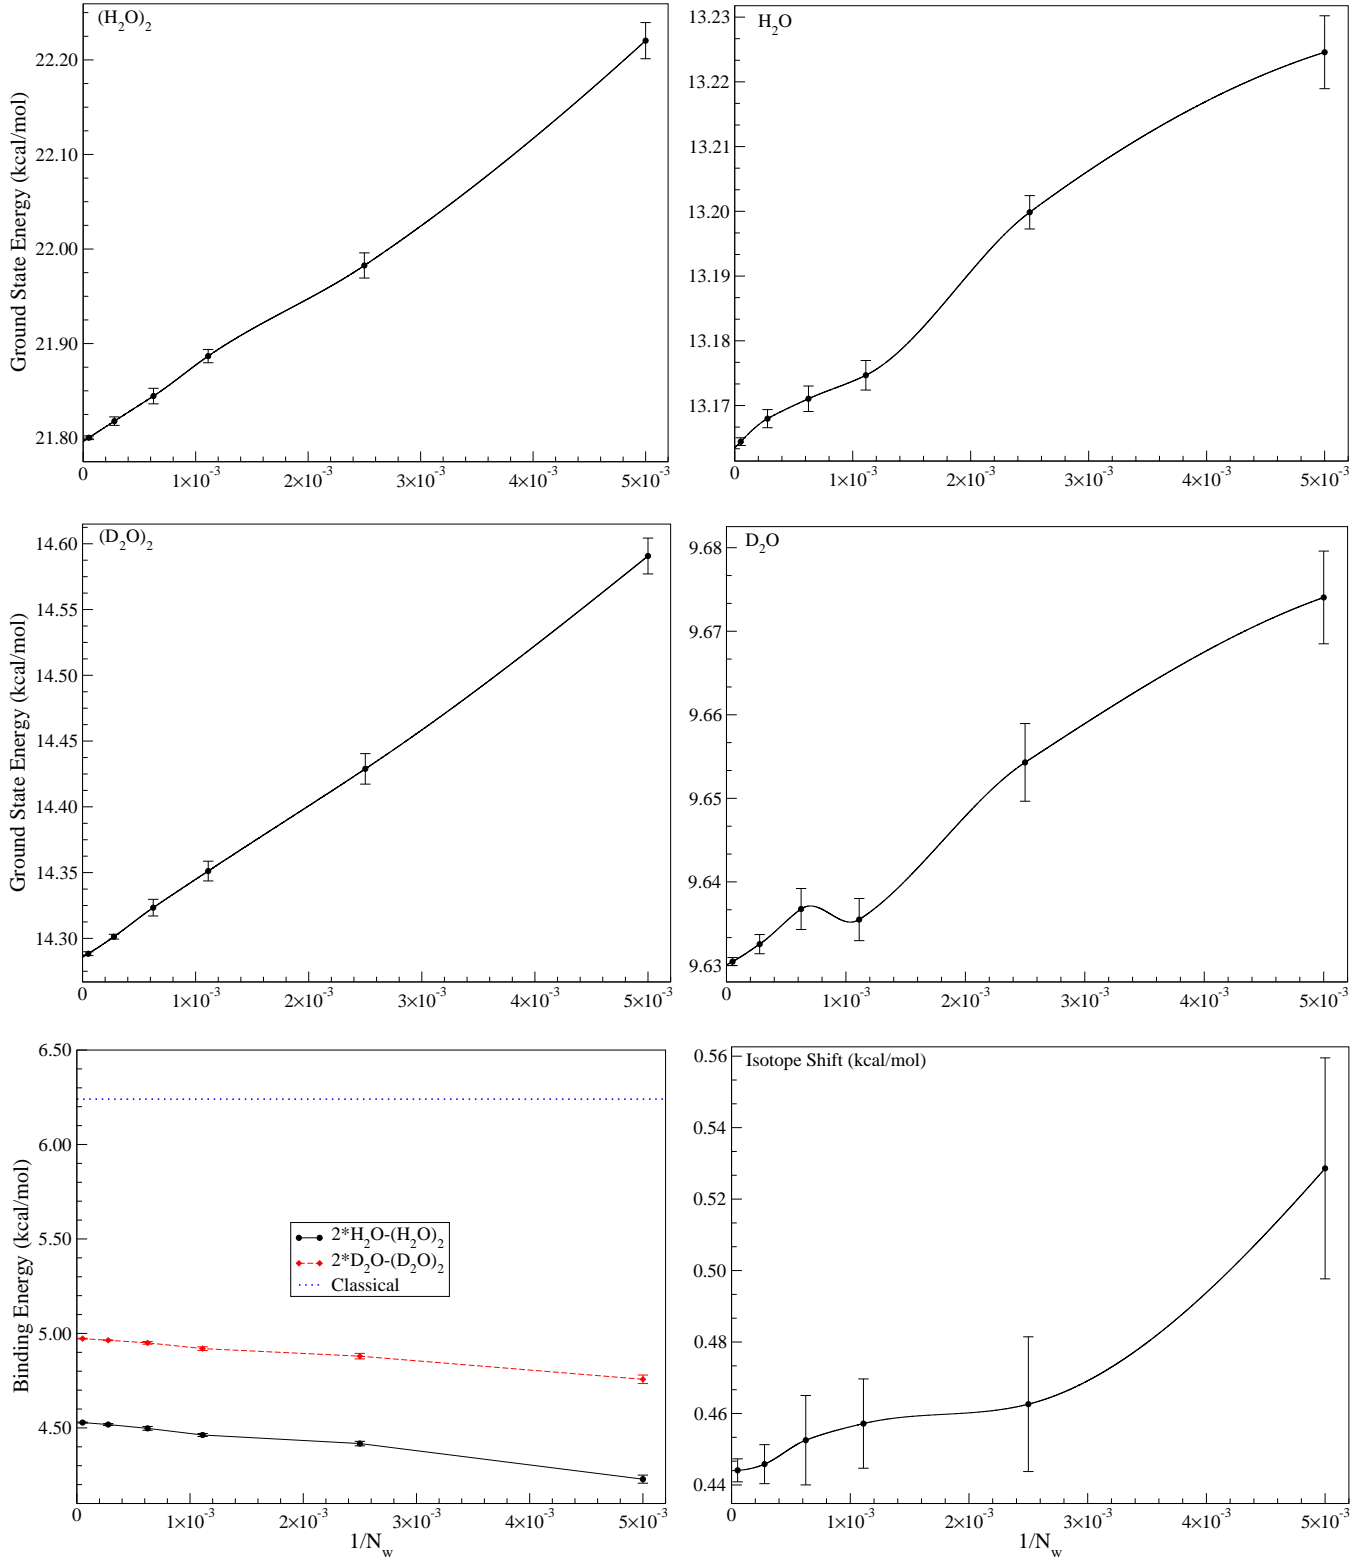 (H₂O)₂
Ground State Energy (kcal/mol)
22.20
22.10
22.00
21.90
21.80
0 1×10⁻³ 2×10⁻³ 3×10⁻³ 4×10⁻³ 5×10⁻³
H₂O
13.23
13.22
13.21
13.20
13.19
13.18
13.17
0 1×10⁻³ 2×10⁻³ 3×10⁻³ 4×10⁻³ 5×10⁻³
(D₂O)₂
Ground State Energy (kcal/mol)
14.60
14.55
14.50
14.45
14.40
14.35
14.30
0 1×10⁻³ 2×10⁻³ 3×10⁻³ 4×10⁻³ 5×10⁻³
D₂O
9.68
9.67
9.66
9.65
9.64
9.63
0 1×10⁻³ 2×10⁻³ 3×10⁻³ 4×10⁻³ 5×10⁻³
Binding Energy (kcal/mol)
6.50
6.00
5.50
5.00
4.50
2*H₂O-(H₂O)₂
2*D₂O-(D₂O)₂
Classical
0 1×10⁻³ 2×10⁻³ 3×10⁻³ 4×10⁻³ 5×10⁻³
1/N_w
Isotope Shift (kcal/mol)
0.56
0.54
0.52
0.50
0.48
0.46
0.44
0 1×10⁻³ 2×10⁻³ 3×10⁻³ 4×10⁻³ 5×10⁻³
1/N_w